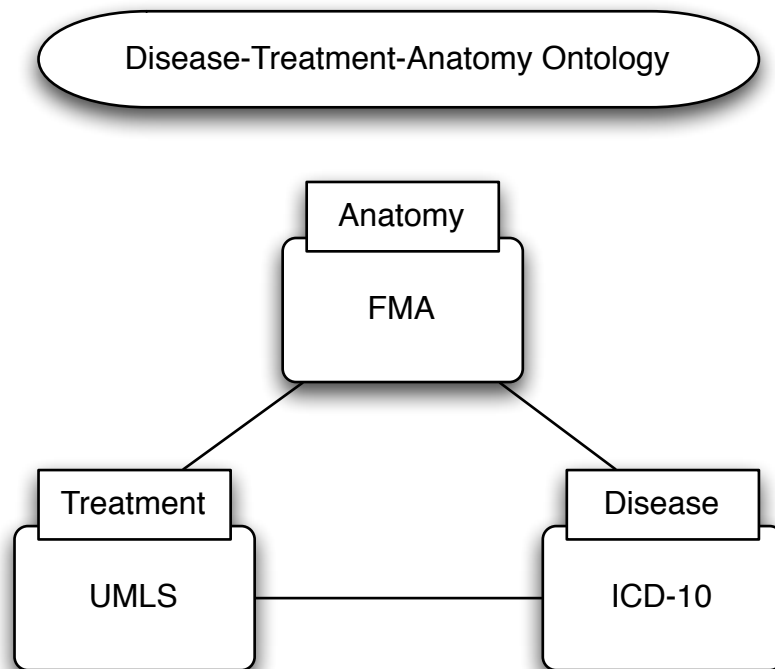 Disease-Treatment-Anatomy Ontology
Anatomy
FMA
Treatment
UMLS
Disease
ICD-10